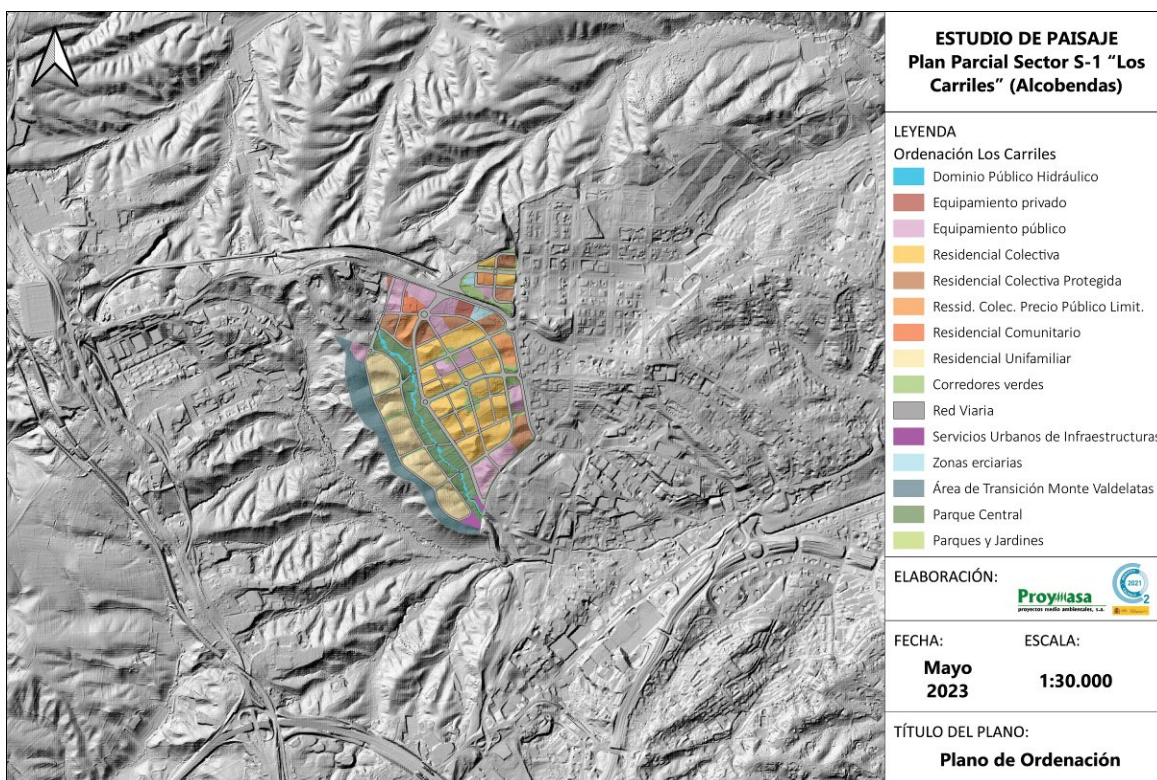 ESTUDIO DE PAISAJE
Plan Parcial Sector S-1 “Los
Carriles” (Alcobendas)
LEYENDA
Ordenación Los Carriles
Dominio Público Hidráulico
Equipamiento privado
Equipamiento público
Residencial Colectiva
Residencial Colectiva Protegida
Ressid. Colec. Precio Público Limit.
Residencial Comunitario
Residencial Unifamiliar
Corredores verdes
Red Viaria
Servicios Urbanos de Infraestructuras
Zonas erciarias
Área de Transición Monte Valdelatas
Parque Central
Parques y Jardines
ELABORACIÓN:
Proymasa
proyectos medio ambientales, s.a.
2021
2
FECHA:
ESCALA:
Mayo
2023
1:30.000
TÍTULO DEL PLANO:
Plano de Ordenación